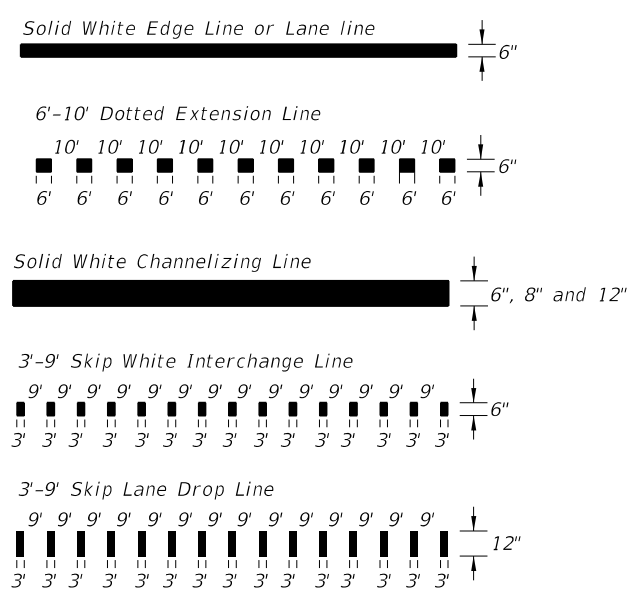 Solid White Edge Line or Lane line
6"
6'-10' Dotted Extension Line
10' 10' 10' 10' 10' 10' 10' 10' 10' 10'
6"
6' 6' 6' 6' 6' 6' 6' 6' 6' 6' 6'
Solid White Channelizing Line
6", 8" and 12"
3'-9' Skip White Interchange Line
9' 9' 9' 9' 9' 9' 9' 9' 9' 9' 9' 9' 9' 9'
6"
3' 3' 3' 3' 3' 3' 3' 3' 3' 3' 3' 3' 3' 3' 3'
3'-9' Skip Lane Drop Line
9' 9' 9' 9' 9' 9' 9' 9' 9' 9' 9' 9' 9' 9'
12"
3' 3' 3' 3' 3' 3' 3' 3' 3' 3' 3' 3' 3' 3' 3'